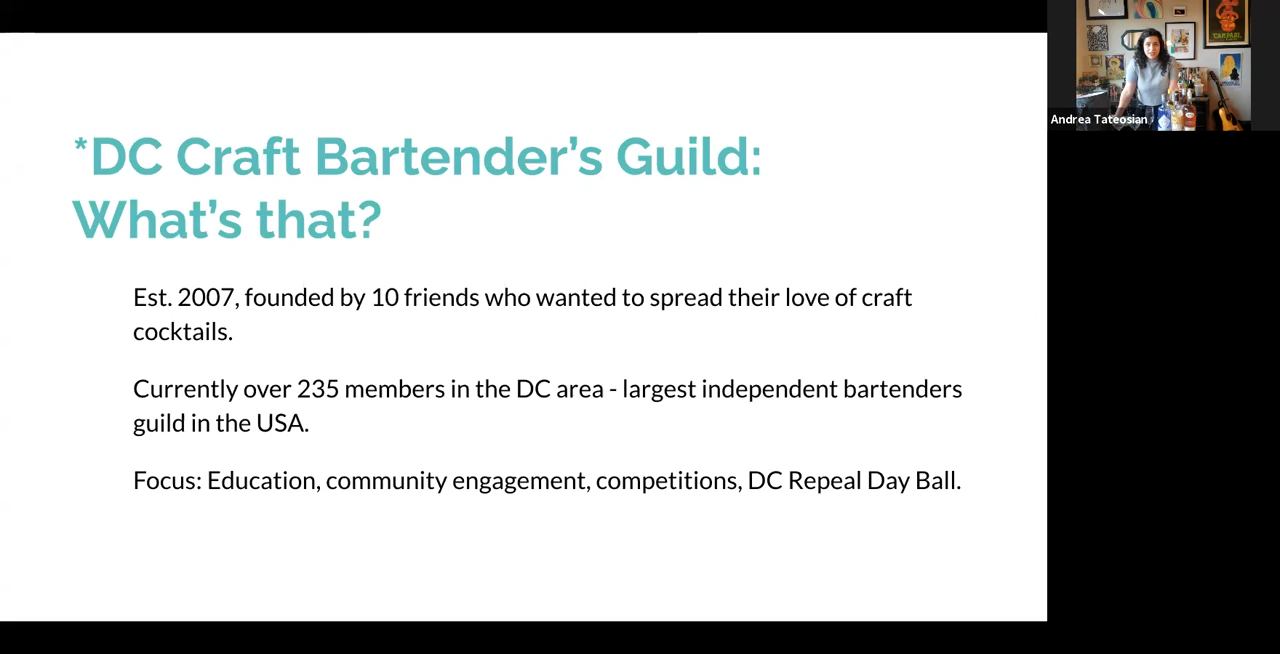 *DC Craft Bartender’s Guild:
What’s that?
Est. 2007, founded by 10 friends who wanted to spread their love of craft
cocktails.
Currently over 235 members in the DC area - largest independent bartenders
guild in the USA.
Focus: Education, community engagement, competitions, DC Repeal Day Ball.
CAMPARI
Andrea Tateosian